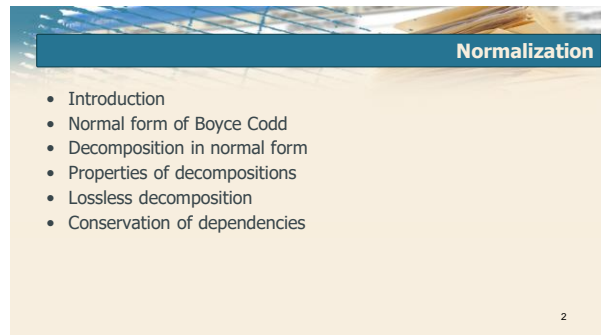 Normalization
• Introduction
• Normal form of Boyce Codd
• Decomposition in normal form
• Properties of decompositions
• Lossless decomposition
• Conservation of dependencies
2